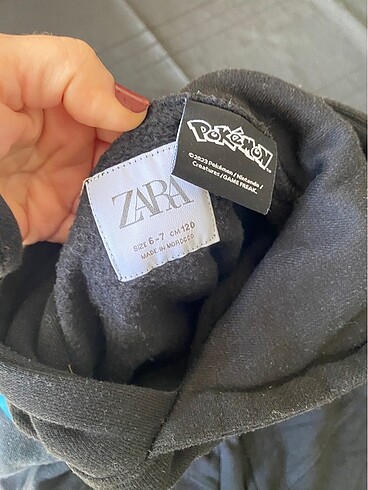 POKéMON
©2023 Pokémon / Nintendo /
Creatures / GAME FREAK.
ZARA
SIZE 6-7 CM 120
MADE IN MOROCCO